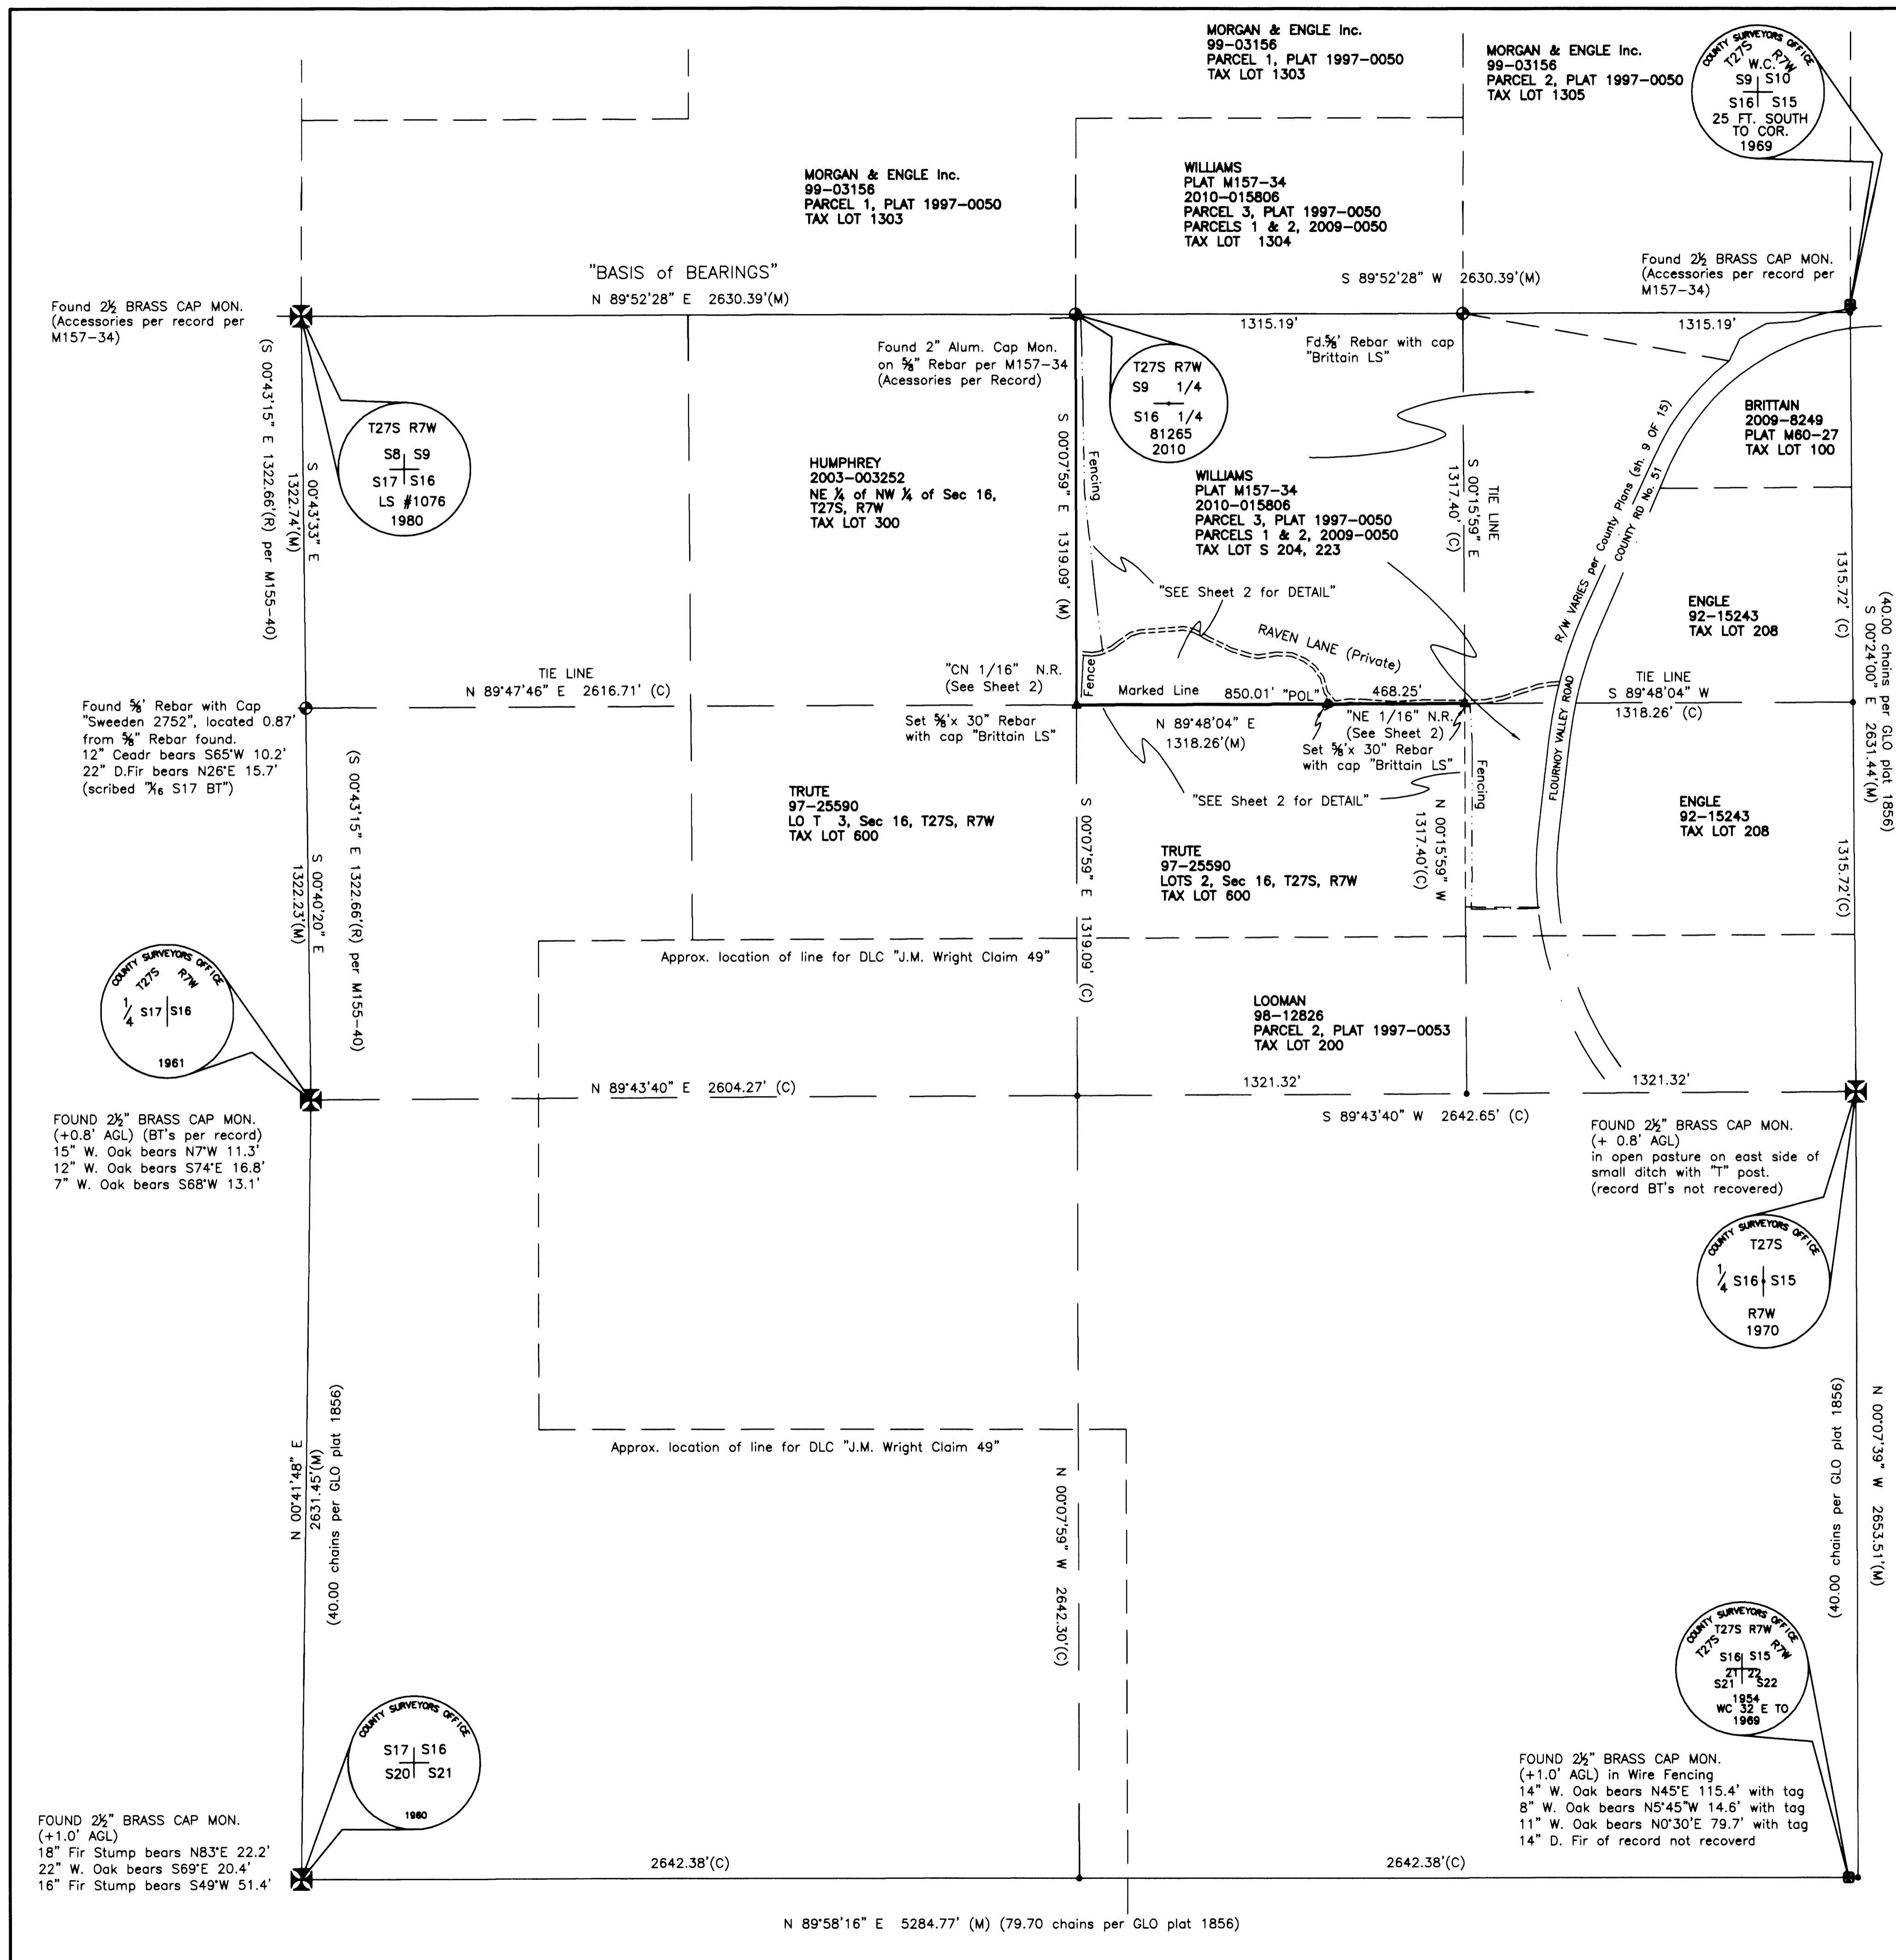 MORGAN & ENGLE Inc.
99-03156
PARCEL 1, PLAT 1997-0050
TAX LOT 1303
MORGAN & ENGLE Inc.
99-03156
PARCEL 2, PLAT 1997-0050
TAX LOT 1305
COUNTY SURVEYORS OFFICE
T27S R7W
W.C.
S9 S10
S16 S15
25 FT. SOUTH
TO COR.
1969
MORGAN & ENGLE Inc.
99-03156
PARCEL 1, PLAT 1997-0050
TAX LOT 1303
WILLIAMS
PLAT M157-34
2010-015806
PARCEL 3, PLAT 1997-0050
PARCELS 1 & 2, 2009-0050
TAX LOT 1304
"BASIS of BEARINGS"
N 89°52'28" E 2630.39'(M)
S 89°52'28" W 2630.39'(M)
Found 2½ BRASS CAP MON.
(Accessories per record per
M157-34)
Found 2½ BRASS CAP MON.
(Accessories per record per
M157-34)
1315.19'
1315.19'
Found 2" Alum. Cap Mon.
on ⅝" Rebar per M157-34
(Acessories per Record)
Fd.⅝' Rebar with cap
"Brittain LS"
T27S R7W
S9 1/4
S16 1/4
81265
2010
T27S R7W
S8 S9
S17 S16
LS #1076
1980
(S 00°43'15" E 1322.66'(R) per M155-40)
S 00°43'33" E
1322.74'(M)
HUMPHREY
2003-003252
NE ¼ of NW ¼ of Sec 16,
T27S, R7W
TAX LOT 300
S 00°07'59" E 1319.09' (M)
Fencing
WILLIAMS
PLAT M157-34
2010-015806
PARCEL 3, PLAT 1997-0050
PARCELS 1 & 2, 2009-0050
TAX LOT S 204, 223
TIE LINE
S 00°15'59" E
1317.40' (C)
BRITTAIN
2009-8249
PLAT M60-27
TAX LOT 100
R/W VARIES per County Plans (sh. 9 OF 15)
COUNTY RD No. 51
FLOURNOY VALLEY ROAD
1315.72' (C)
(40.00 chains per GLO plat 1856)
S 00°24'00" E 2631.44'(M)
"SEE Sheet 2 for DETAIL"
ENGLE
92-15243
TAX LOT 208
RAVEN LANE (Private)
Fence
TIE LINE
N 89°47'46" E 2616.71' (C)
"CN 1/16" N.R.
(See Sheet 2)
Marked Line
850.01' "POL"
468.25'
TIE LINE
S 89°48'04" W
1318.26' (C)
Found ⅝' Rebar with Cap
"Sweeden 2752", located 0.87'
from ⅝" Rebar found.
12" Ceadr bears S65°W 10.2'
22" D.Fir bears N26°E 15.7'
(scribed "1⁄16 S17 BT")
Set ⅝'x 30" Rebar
with cap "Brittain LS"
N 89°48'04" E
1318.26'(M)
"NE 1/16" N.R.
(See Sheet 2)
Set ⅝'x 30" Rebar
with cap "Brittain LS"
Fencing
"SEE Sheet 2 for DETAIL"
TRUTE
97-25590
LO T 3, Sec 16, T27S, R7W
TAX LOT 600
ENGLE
92-15243
TAX LOT 208
TRUTE
97-25590
LOTS 2, Sec 16, T27S, R7W
TAX LOT 600
S 00°07'59" E 1319.09' (C)
N 00°15'59" W
1317.40'(C)
1315.72'(C)
(S 00°43'15" E 1322.66'(R) per M155-40)
S 00°40'20" E
1322.23'(M)
Approx. location of line for DLC "J.M. Wright Claim 49"
COUNTY SURVEYORS OFFICE
T27S R7W
1/4 S17 S16
1961
LOOMAN
98-12826
PARCEL 2, PLAT 1997-0053
TAX LOT 200
N 89°43'40" E 2604.27' (C)
1321.32'
1321.32'
S 89°43'40" W 2642.65' (C)
FOUND 2½" BRASS CAP MON.
(+0.8' AGL) (BT's per record)
15" W. Oak bears N7°W 11.3'
12" W. Oak bears S74°E 16.8'
7" W. Oak bears S68°W 13.1'
FOUND 2½" BRASS CAP MON.
(+ 0.8' AGL)
in open pasture on east side of
small ditch with "T" post.
(record BT's not recovered)
COUNTY SURVEYORS OFFICE
T27S
1/4 S16 S15
R7W
1970
N 00°41'48" E
2631.45'(M)
(40.00 chains per GLO plat 1856)
Approx. location of line for DLC "J.M. Wright Claim 49"
N 00°07'59" W 2642.30'(C)
(40.00 chains per GLO plat 1856)
N 00°07'39" W 2653.51'(M)
COUNTY SURVEYORS OFFICE
T27S R7W
T27S R7W
S16 S15
21 22
S21 S22
1954
WC 32 E TO
1969
COUNTY SURVEYORS OFFICE
S17 S16
S20 S21
1960
FOUND 2½" BRASS CAP MON.
(+1.0' AGL) in Wire Fencing
14" W. Oak bears N45°E 115.4' with tag
8" W. Oak bears N5°45"W 14.6' with tag
11" W. Oak bears N0°30'E 79.7' with tag
14" D. Fir of record not recoverd
FOUND 2½" BRASS CAP MON.
(+1.0' AGL)
18" Fir Stump bears N83°E 22.2'
22" W. Oak bears S69°E 20.4'
16" Fir Stump bears S49°W 51.4'
2642.38'(C)
2642.38'(C)
N 89°58'16" E 5284.77' (M) (79.70 chains per GLO plat 1856)